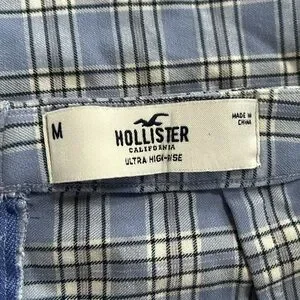 M
HOLLISTER
CALIFORNIA
ULTRA HIGH-RISE
MADE IN
CHINA